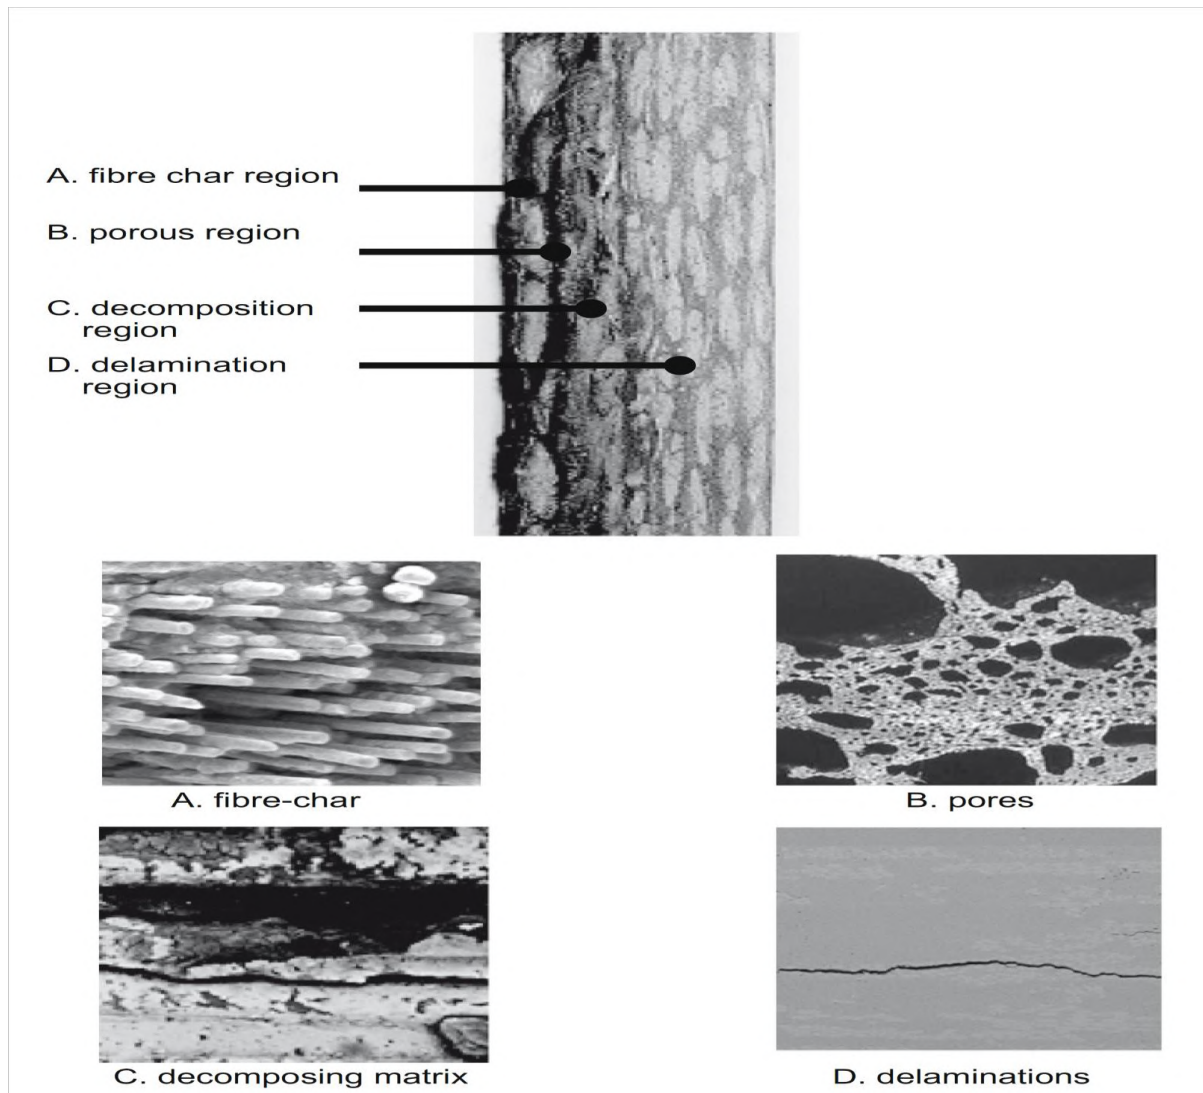 A. fibre char region
B. porous region
C. decomposition
region
D. delamination
region
A. fibre-char
B. pores
C. decomposing matrix
D. delaminations